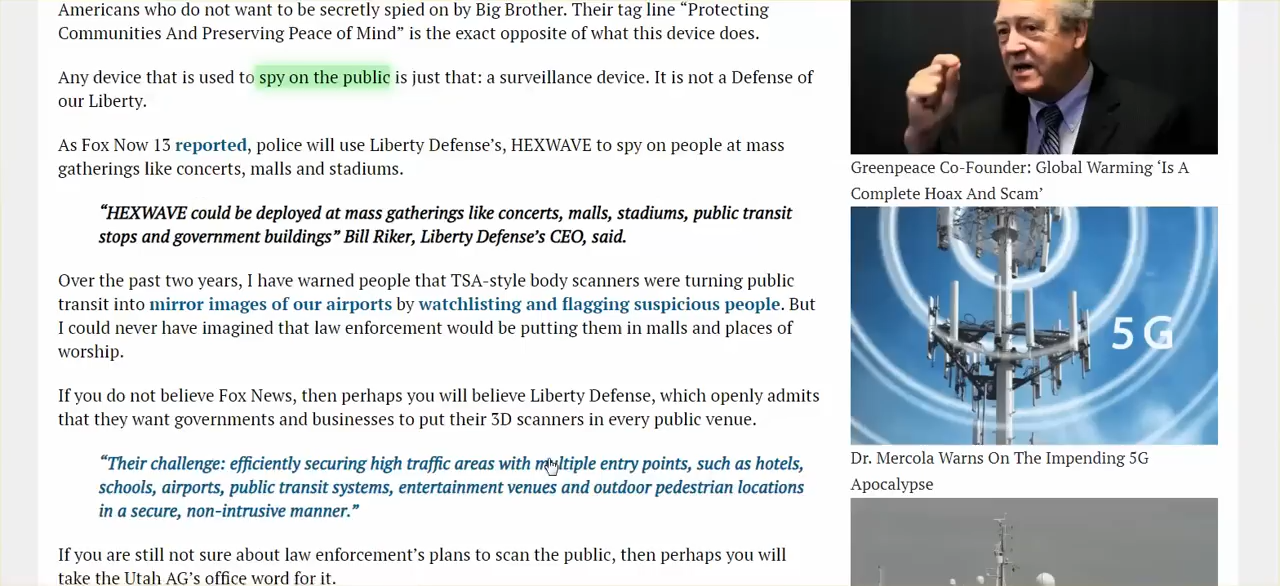 Americans who do not want to be secretly spied on by Big Brother. Their tag line “Protecting
Communities And Preserving Peace of Mind” is the exact opposite of what this device does.
Any device that is used to spy on the public is just that: a surveillance device. It is not a Defense of
our Liberty.
As Fox Now 13 reported, police will use Liberty Defense’s, HEXWAVE to spy on people at mass
gatherings like concerts, malls and stadiums.
“HEXWAVE could be deployed at mass gatherings like concerts, malls, stadiums, public transit
stops and government buildings” Bill Riker, Liberty Defense’s CEO, said.
Over the past two years, I have warned people that TSA-style body scanners were turning public
transit into mirror images of our airports by watchlisting and flagging suspicious people. But
I could never have imagined that law enforcement would be putting them in malls and places of
worship.
If you do not believe Fox News, then perhaps you will believe Liberty Defense, which openly admits
that they want governments and businesses to put their 3D scanners in every public venue.
“Their challenge: efficiently securing high traffic areas with multiple entry points, such as hotels,
schools, airports, public transit systems, entertainment venues and outdoor pedestrian locations
in a secure, non-intrusive manner.”
If you are still not sure about law enforcement’s plans to scan the public, then perhaps you will
take the Utah AG’s office word for it.
Greenpeace Co-Founder: Global Warming ‘Is A
Complete Hoax And Scam’
5G
Dr. Mercola Warns On The Impending 5G
Apocalypse